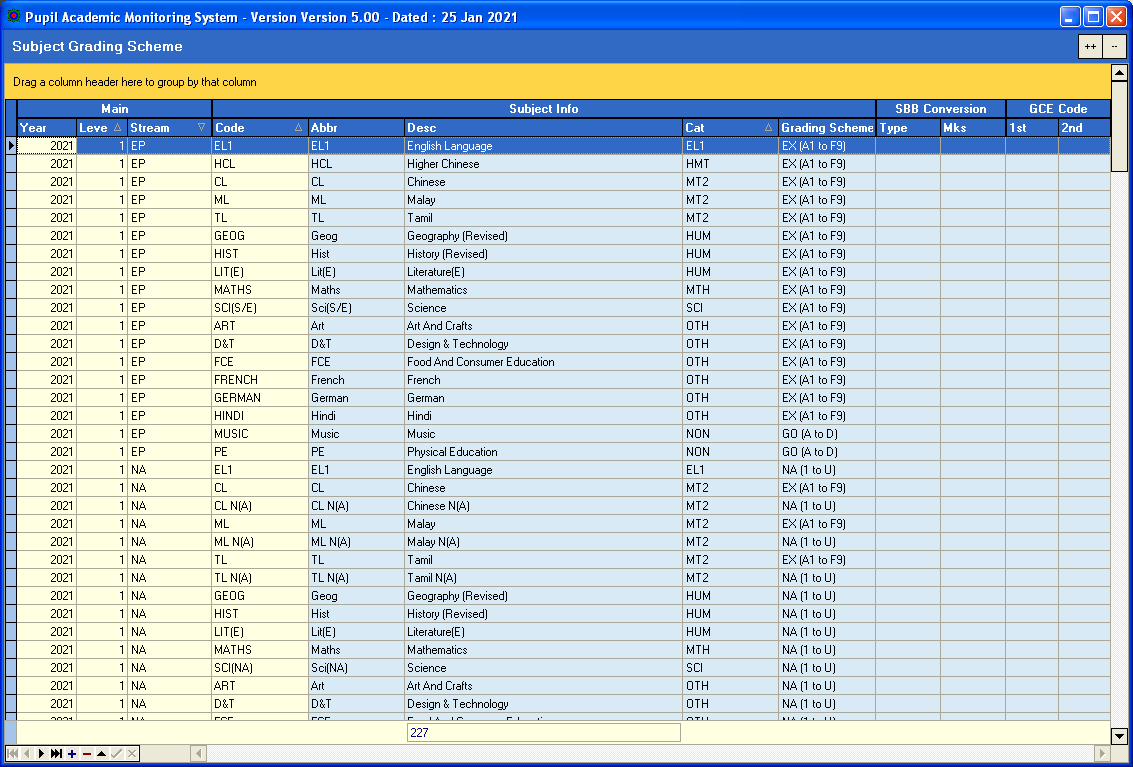 Pupil Academic Monitoring System - Version Version 5.00 - Dated : 25 Jan 2021
Subject Grading Scheme ++ --
Drag a column header here to group by that column
Main Subject Info SBB Conversion GCE Code
Year Leve Stream Code Abbr Desc Cat Grading Scheme Type Mks 1st 2nd
2021 1 EP EL1 EL1 English Language EL1 EX (A1 to F9)
2021 1 EP HCL HCL Higher Chinese HMT EX (A1 to F9)
2021 1 EP CL CL Chinese MT2 EX (A1 to F9)
2021 1 EP ML ML Malay MT2 EX (A1 to F9)
2021 1 EP TL TL Tamil MT2 EX (A1 to F9)
2021 1 EP GEOG Geog Geography (Revised) HUM EX (A1 to F9)
2021 1 EP HIST Hist History (Revised) HUM EX (A1 to F9)
2021 1 EP LIT(E) Lit(E) Literature(E) HUM EX (A1 to F9)
2021 1 EP MATHS Maths Mathematics MTH EX (A1 to F9)
2021 1 EP SCI(S/E) Sci(S/E) Science SCI EX (A1 to F9)
2021 1 EP ART Art Art And Crafts OTH EX (A1 to F9)
2021 1 EP D&T D&T Design & Technology OTH EX (A1 to F9)
2021 1 EP FCE FCE Food And Consumer Education OTH EX (A1 to F9)
2021 1 EP FRENCH French French OTH EX (A1 to F9)
2021 1 EP GERMAN German German OTH EX (A1 to F9)
2021 1 EP HINDI Hindi Hindi OTH EX (A1 to F9)
2021 1 EP MUSIC Music Music NON GO (A to D)
2021 1 EP PE PE Physical Education NON GO (A to D)
2021 1 NA EL1 EL1 English Language EL1 NA (1 to U)
2021 1 NA CL CL Chinese MT2 EX (A1 to F9)
2021 1 NA CL N(A) CL N(A) Chinese N(A) MT2 NA (1 to U)
2021 1 NA ML ML Malay MT2 EX (A1 to F9)
2021 1 NA ML N(A) ML N(A) Malay N(A) MT2 NA (1 to U)
2021 1 NA TL TL Tamil MT2 EX (A1 to F9)
2021 1 NA TL N(A) TL N(A) Tamil N(A) MT2 NA (1 to U)
2021 1 NA GEOG Geog Geography (Revised) HUM NA (1 to U)
2021 1 NA HIST Hist History (Revised) HUM NA (1 to U)
2021 1 NA LIT(E) Lit(E) Literature(E) HUM NA (1 to U)
2021 1 NA MATHS Maths Mathematics MTH NA (1 to U)
2021 1 NA SCI(NA) Sci(NA) Science SCI NA (1 to U)
2021 1 NA ART Art Art And Crafts OTH NA (1 to U)
2021 1 NA D&T D&T Design & Technology OTH NA (1 to U)
227